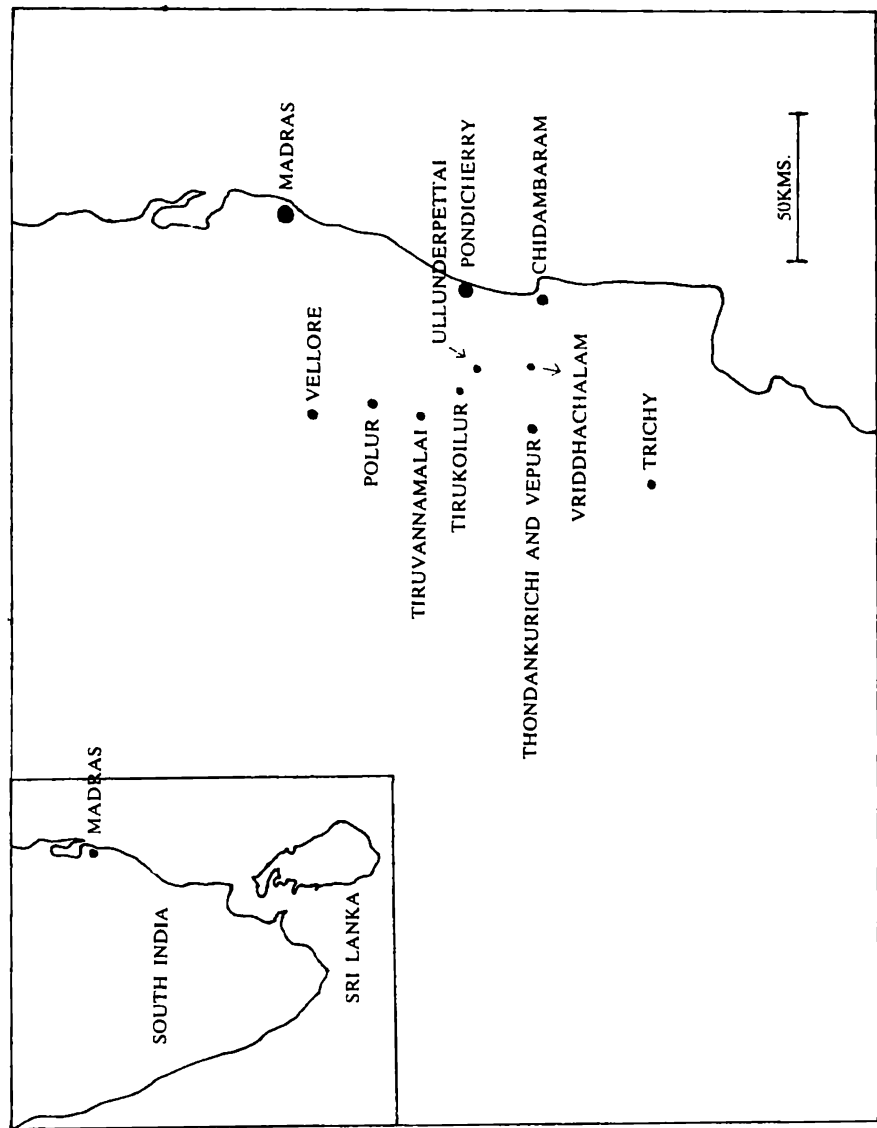 MADRAS
SOUTH INDIA
SRI LANKA
MADRAS
VELLORE
POLUR
TIRUVANNAMALAI
ULLUNDERPETTAI
TIRUKOILUR
PONDICHERRY
THONDANKURICHI AND VEPUR
CHIDAMBARAM
VRIDDHACHALAM
TRICHY
50KMS.